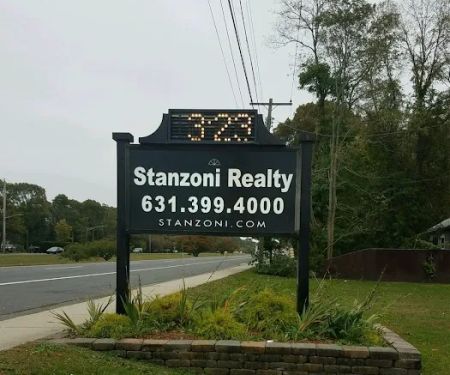 3:23
Stanzoni Realty
631.399.4000
STANZONI.COM